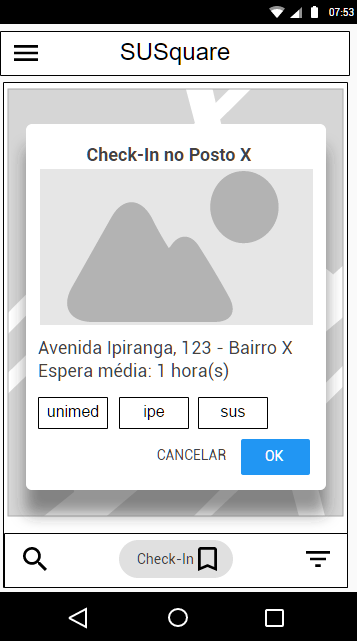 07:53
SUSquare
Check-In no Posto X
Avenida Ipiranga, 123 - Bairro X
Espera média: 1 hora(s)
unimed ipe sus
CANCELAR OK
Check-In